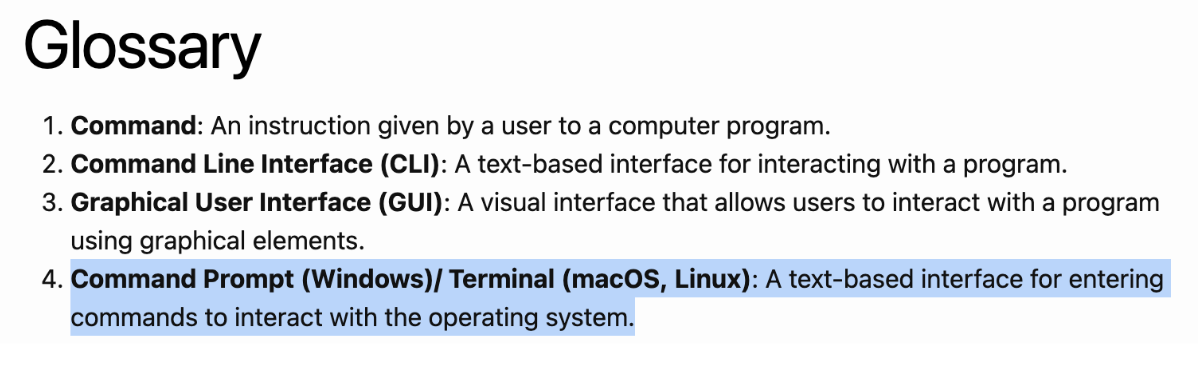 Glossary
1. Command: An instruction given by a user to a computer program.
2. Command Line Interface (CLI): A text-based interface for interacting with a program.
3. Graphical User Interface (GUI): A visual interface that allows users to interact with a program
using graphical elements.
4. Command Prompt (Windows)/ Terminal (macOS, Linux): A text-based interface for entering
commands to interact with the operating system.